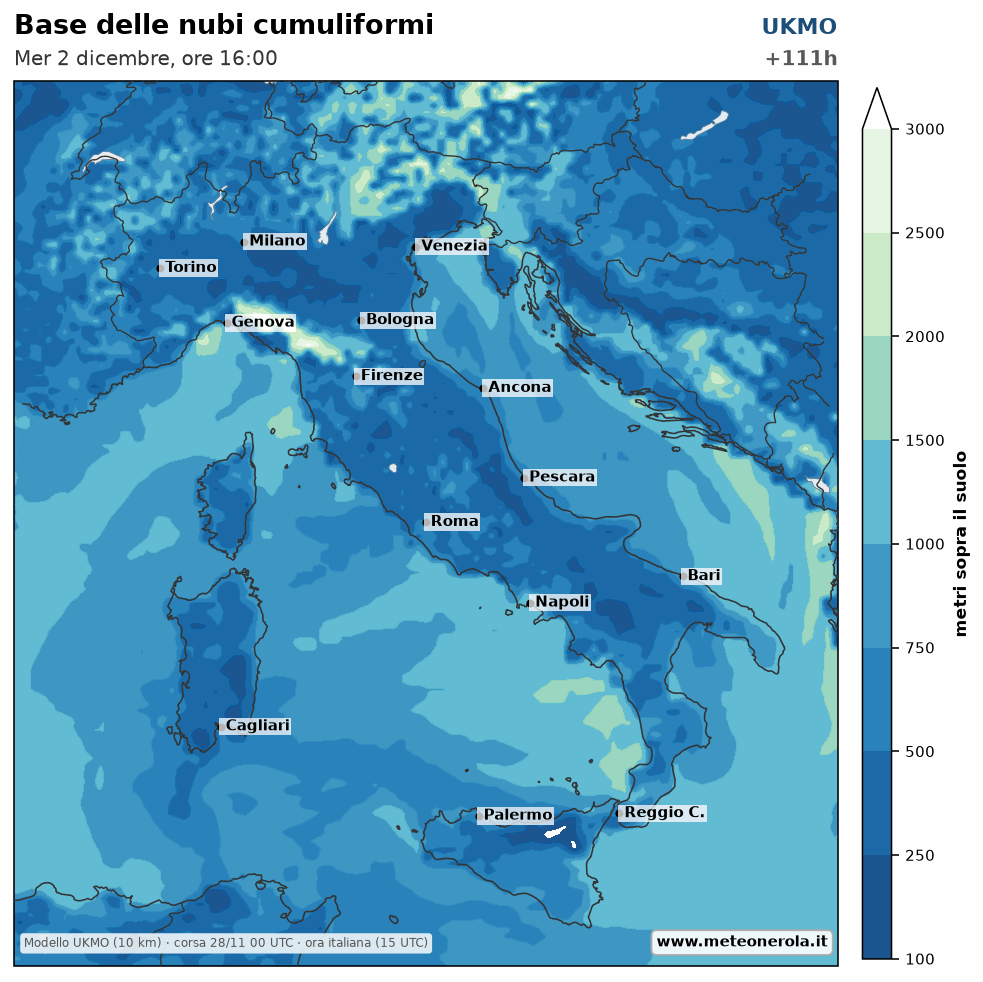 Base delle nubi cumuliformi
UKMO
Mer 2 dicembre, ore 16:00
+111h
3000
2500
2000
1500
1000
750
500
250
100
metri sopra il suolo
Milano
Venezia
Torino
Genova
Bologna
Firenze
Ancona
Pescara
Roma
Bari
Napoli
Cagliari
Palermo
Reggio C.
Modello UKMO (10 km) · corsa 28/11 00 UTC · ora italiana (15 UTC)
www.meteonerola.it